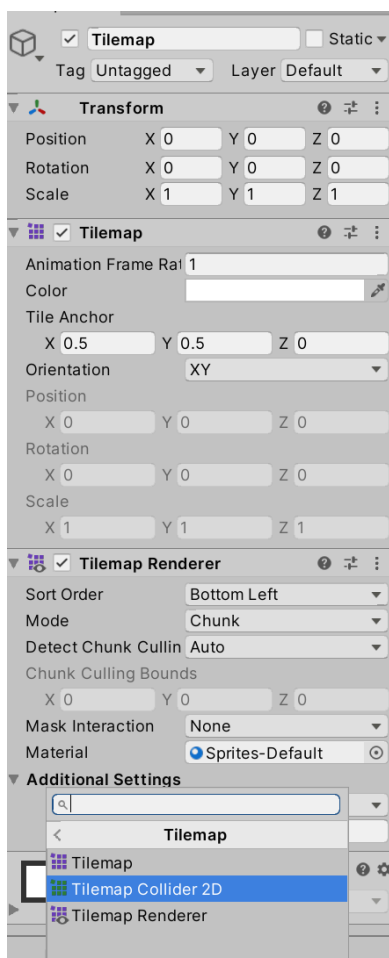 Tilemap Static
Tag Untagged Layer Default
Transform
Position X 0 Y 0 Z 0
Rotation X 0 Y 0 Z 0
Scale X 1 Y 1 Z 1
Tilemap
Animation Frame Rat 1
Color
Tile Anchor
X 0.5 Y 0.5 Z 0
Orientation XY
Position
X 0 Y 0 Z 0
Rotation
X 0 Y 0 Z 0
Scale
X 1 Y 1 Z 1
Tilemap Renderer
Sort Order Bottom Left
Mode Chunk
Detect Chunk Cullin Auto
Chunk Culling Bounds
X 0 Y 0 Z 0
Mask Interaction None
Material Sprites-Default
Additional Settings
Tilemap
Tilemap
Tilemap Collider 2D
Tilemap Renderer